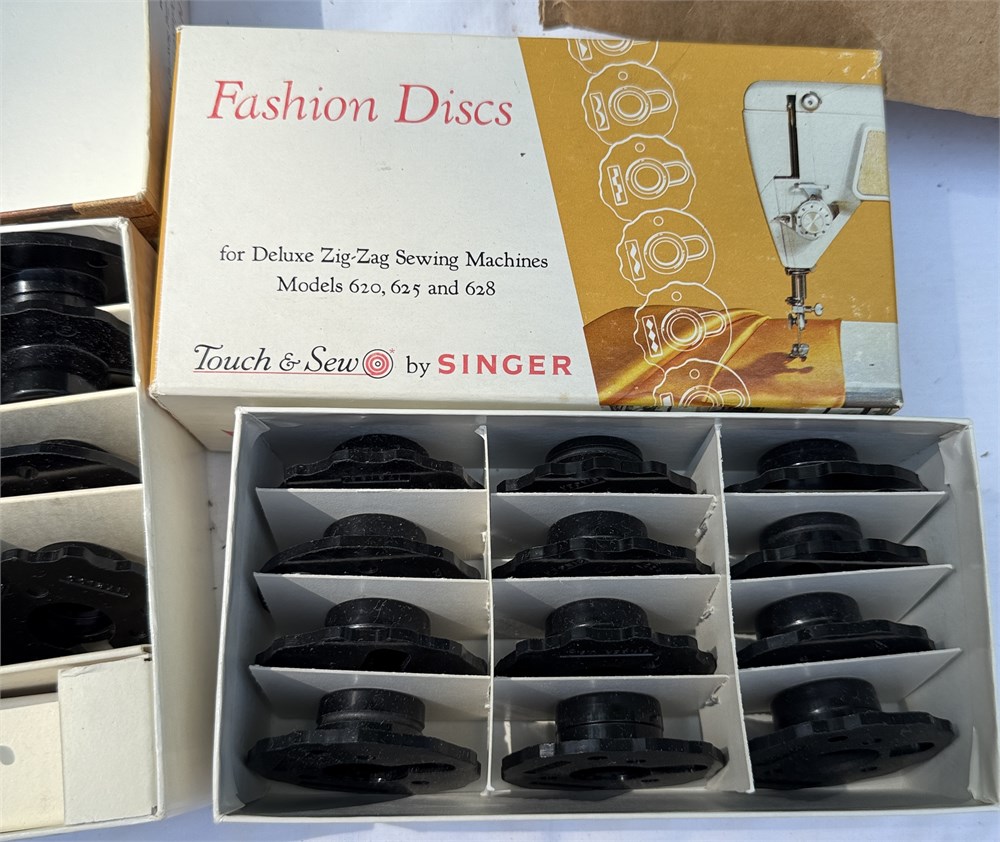 Fashion Discs
for Deluxe Zig-Zag Sewing Machines
Models 620, 625 and 628
Touch & Sew by SINGER